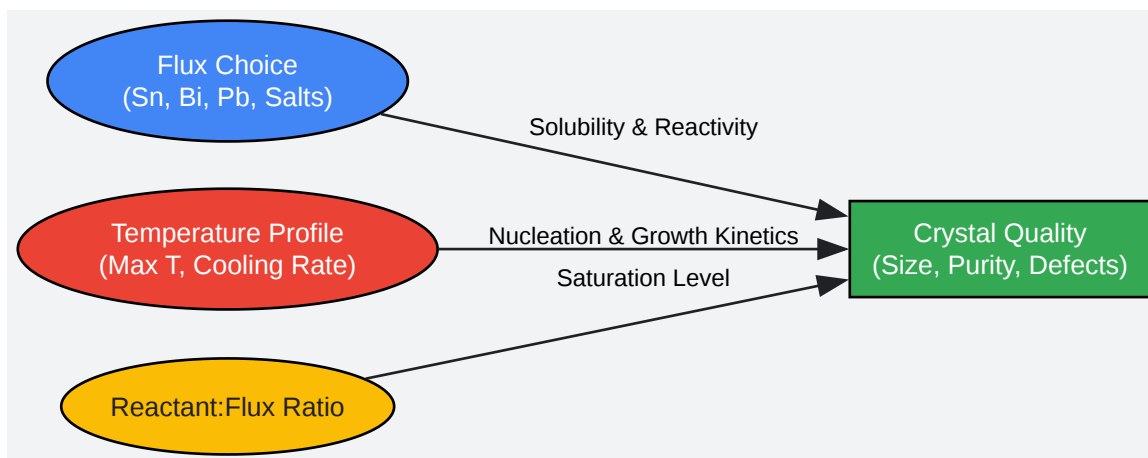 Flux Choice
(Sn, Bi, Pb, Salts)
Solubility & Reactivity
Temperature Profile
(Max T, Cooling Rate)
Nucleation & Growth Kinetics
Crystal Quality
(Size, Purity, Defects)
Saturation Level
Reactant:Flux Ratio